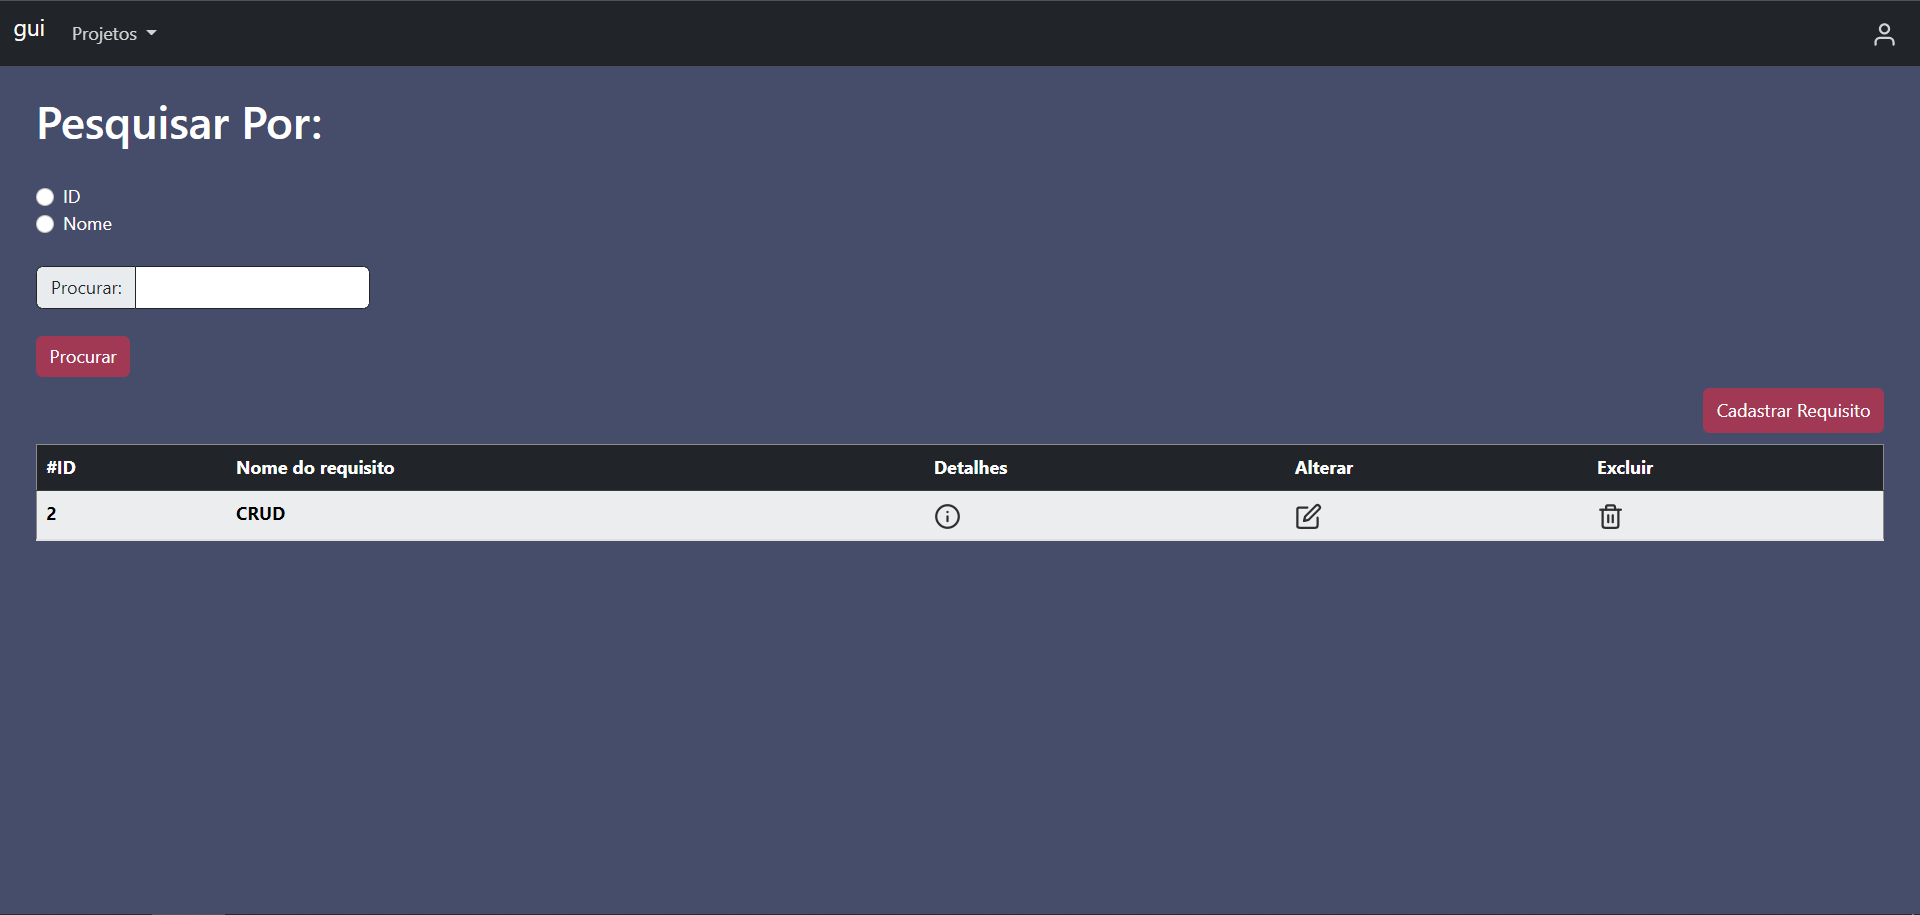 gui Projetos
Pesquisar Por:
ID
Nome
Procurar:
Procurar
Cadastrar Requisito
#ID Nome do requisito Detalhes Alterar Excluir
2 CRUD